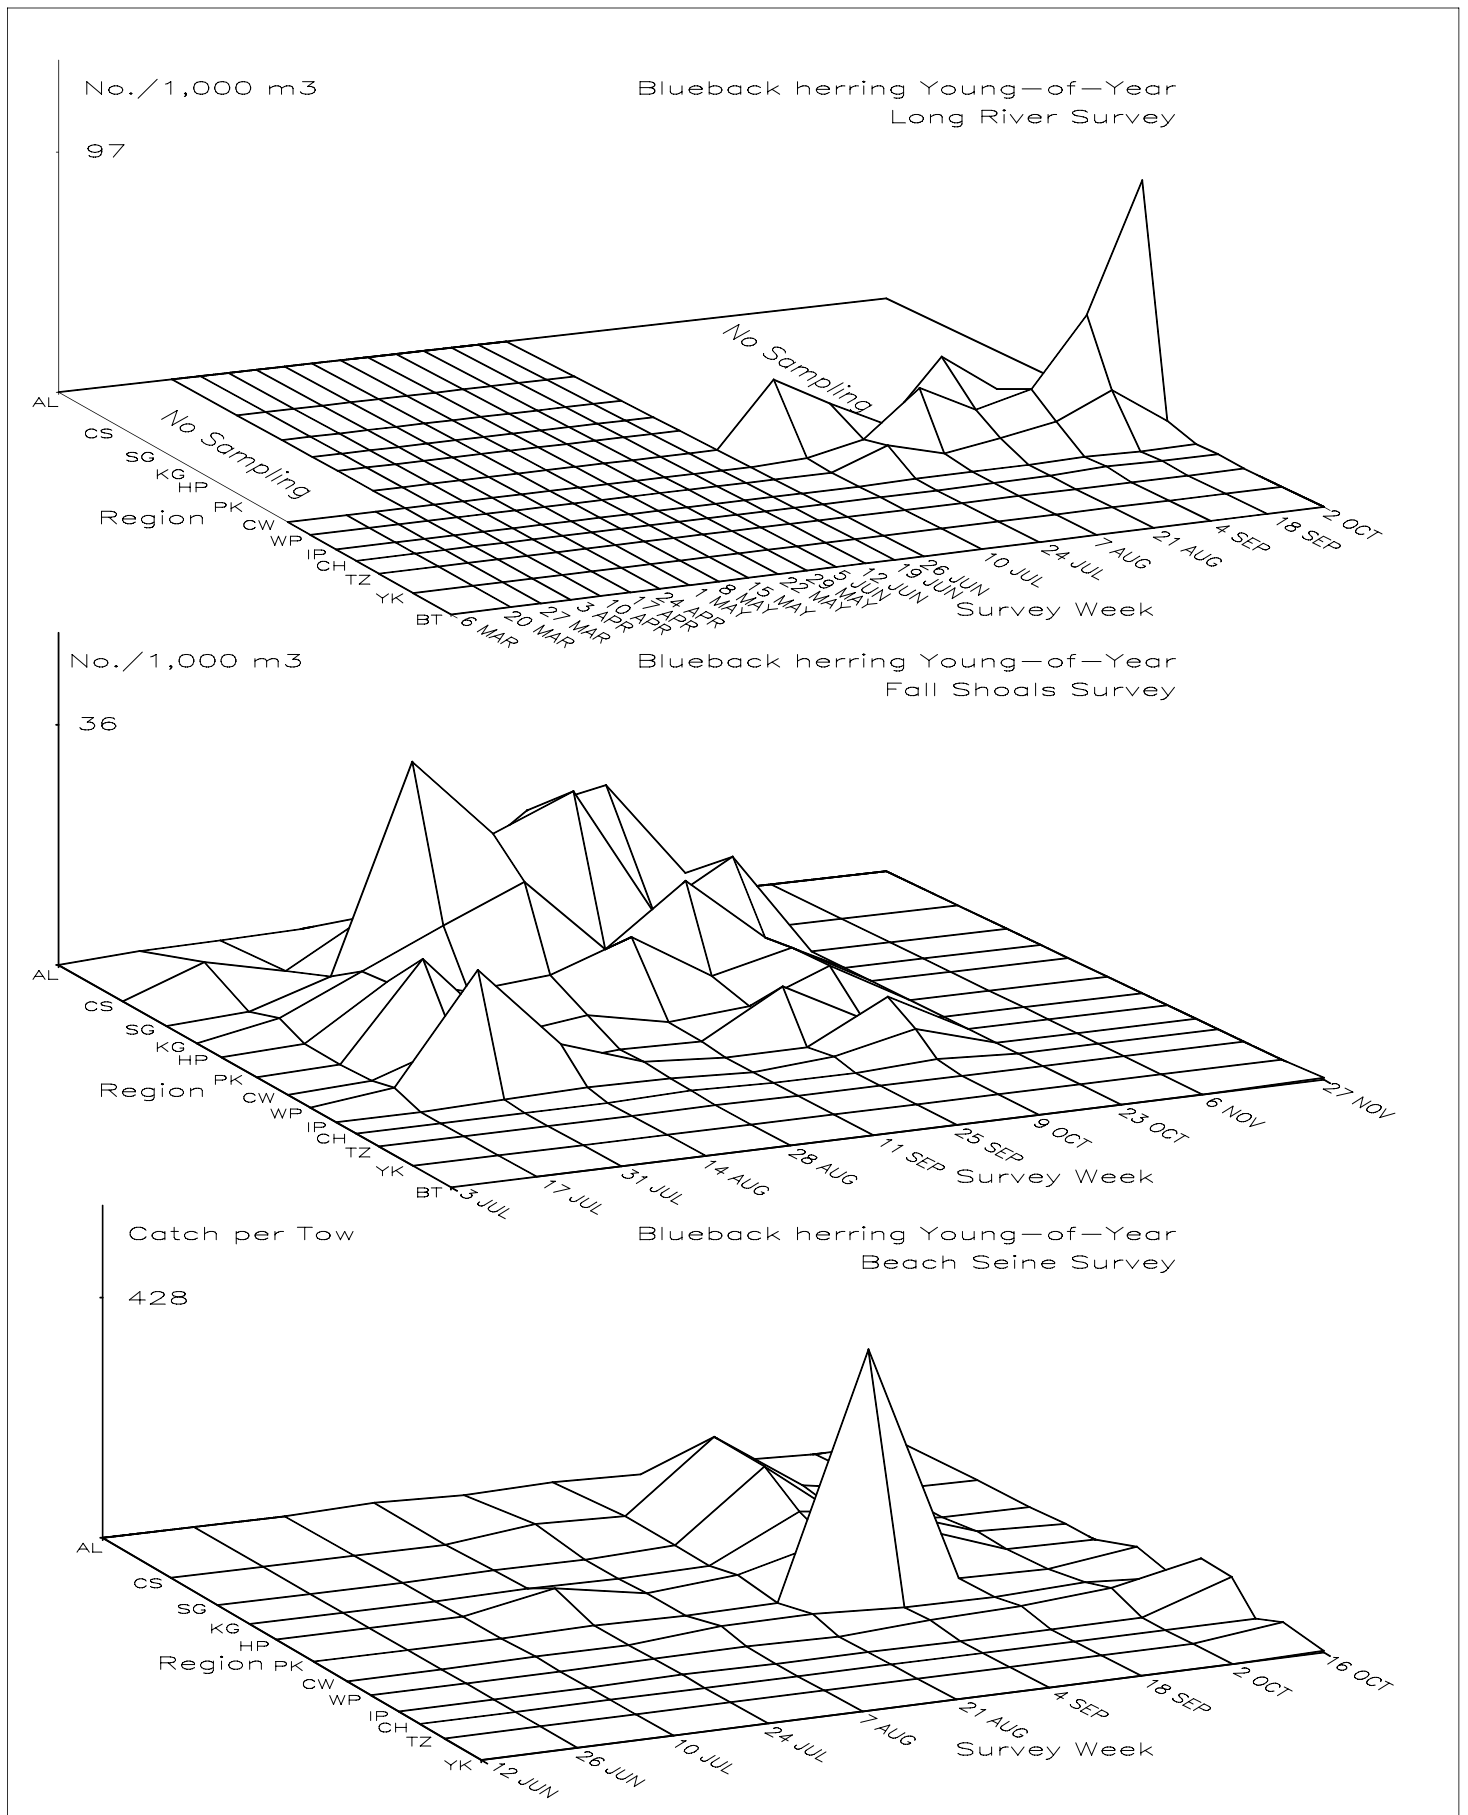 No./1,000 m3
Blueback herring Young-of-Year
Long River Survey
97
No Sampling
AL
CS
SG
KG
HP
PK
CW
WP
IP
CH
TZ
YK
BT
No Sampling
Region
6 MAR
20 MAR
27 MAR
3 APR
10 APR
17 APR
24 APR
1 MAY
8 MAY
15 MAY
22 MAY
29 MAY
5 JUN
12 JUN
19 JUN
26 JUN
10 JUL
24 JUL
7 AUG
21 AUG
4 SEP
18 SEP
2 OCT
Survey Week
No./1,000 m3
Blueback herring Young-of-Year
Fall Shoals Survey
36
AL
CS
SG
KG
HP
PK
CW
WP
IP
CH
TZ
YK
BT
Region
3 JUL
17 JUL
31 JUL
14 AUG
28 AUG
11 SEP
25 SEP
9 OCT
23 OCT
6 NOV
27 NOV
Survey Week
Catch per Tow
Blueback herring Young-of-Year
Beach Seine Survey
428
AL
CS
SG
KG
HP
PK
CW
WP
IP
CH
TZ
YK
Region
12 JUN
26 JUN
10 JUL
24 JUL
7 AUG
21 AUG
4 SEP
18 SEP
2 OCT
16 OCT
Survey Week